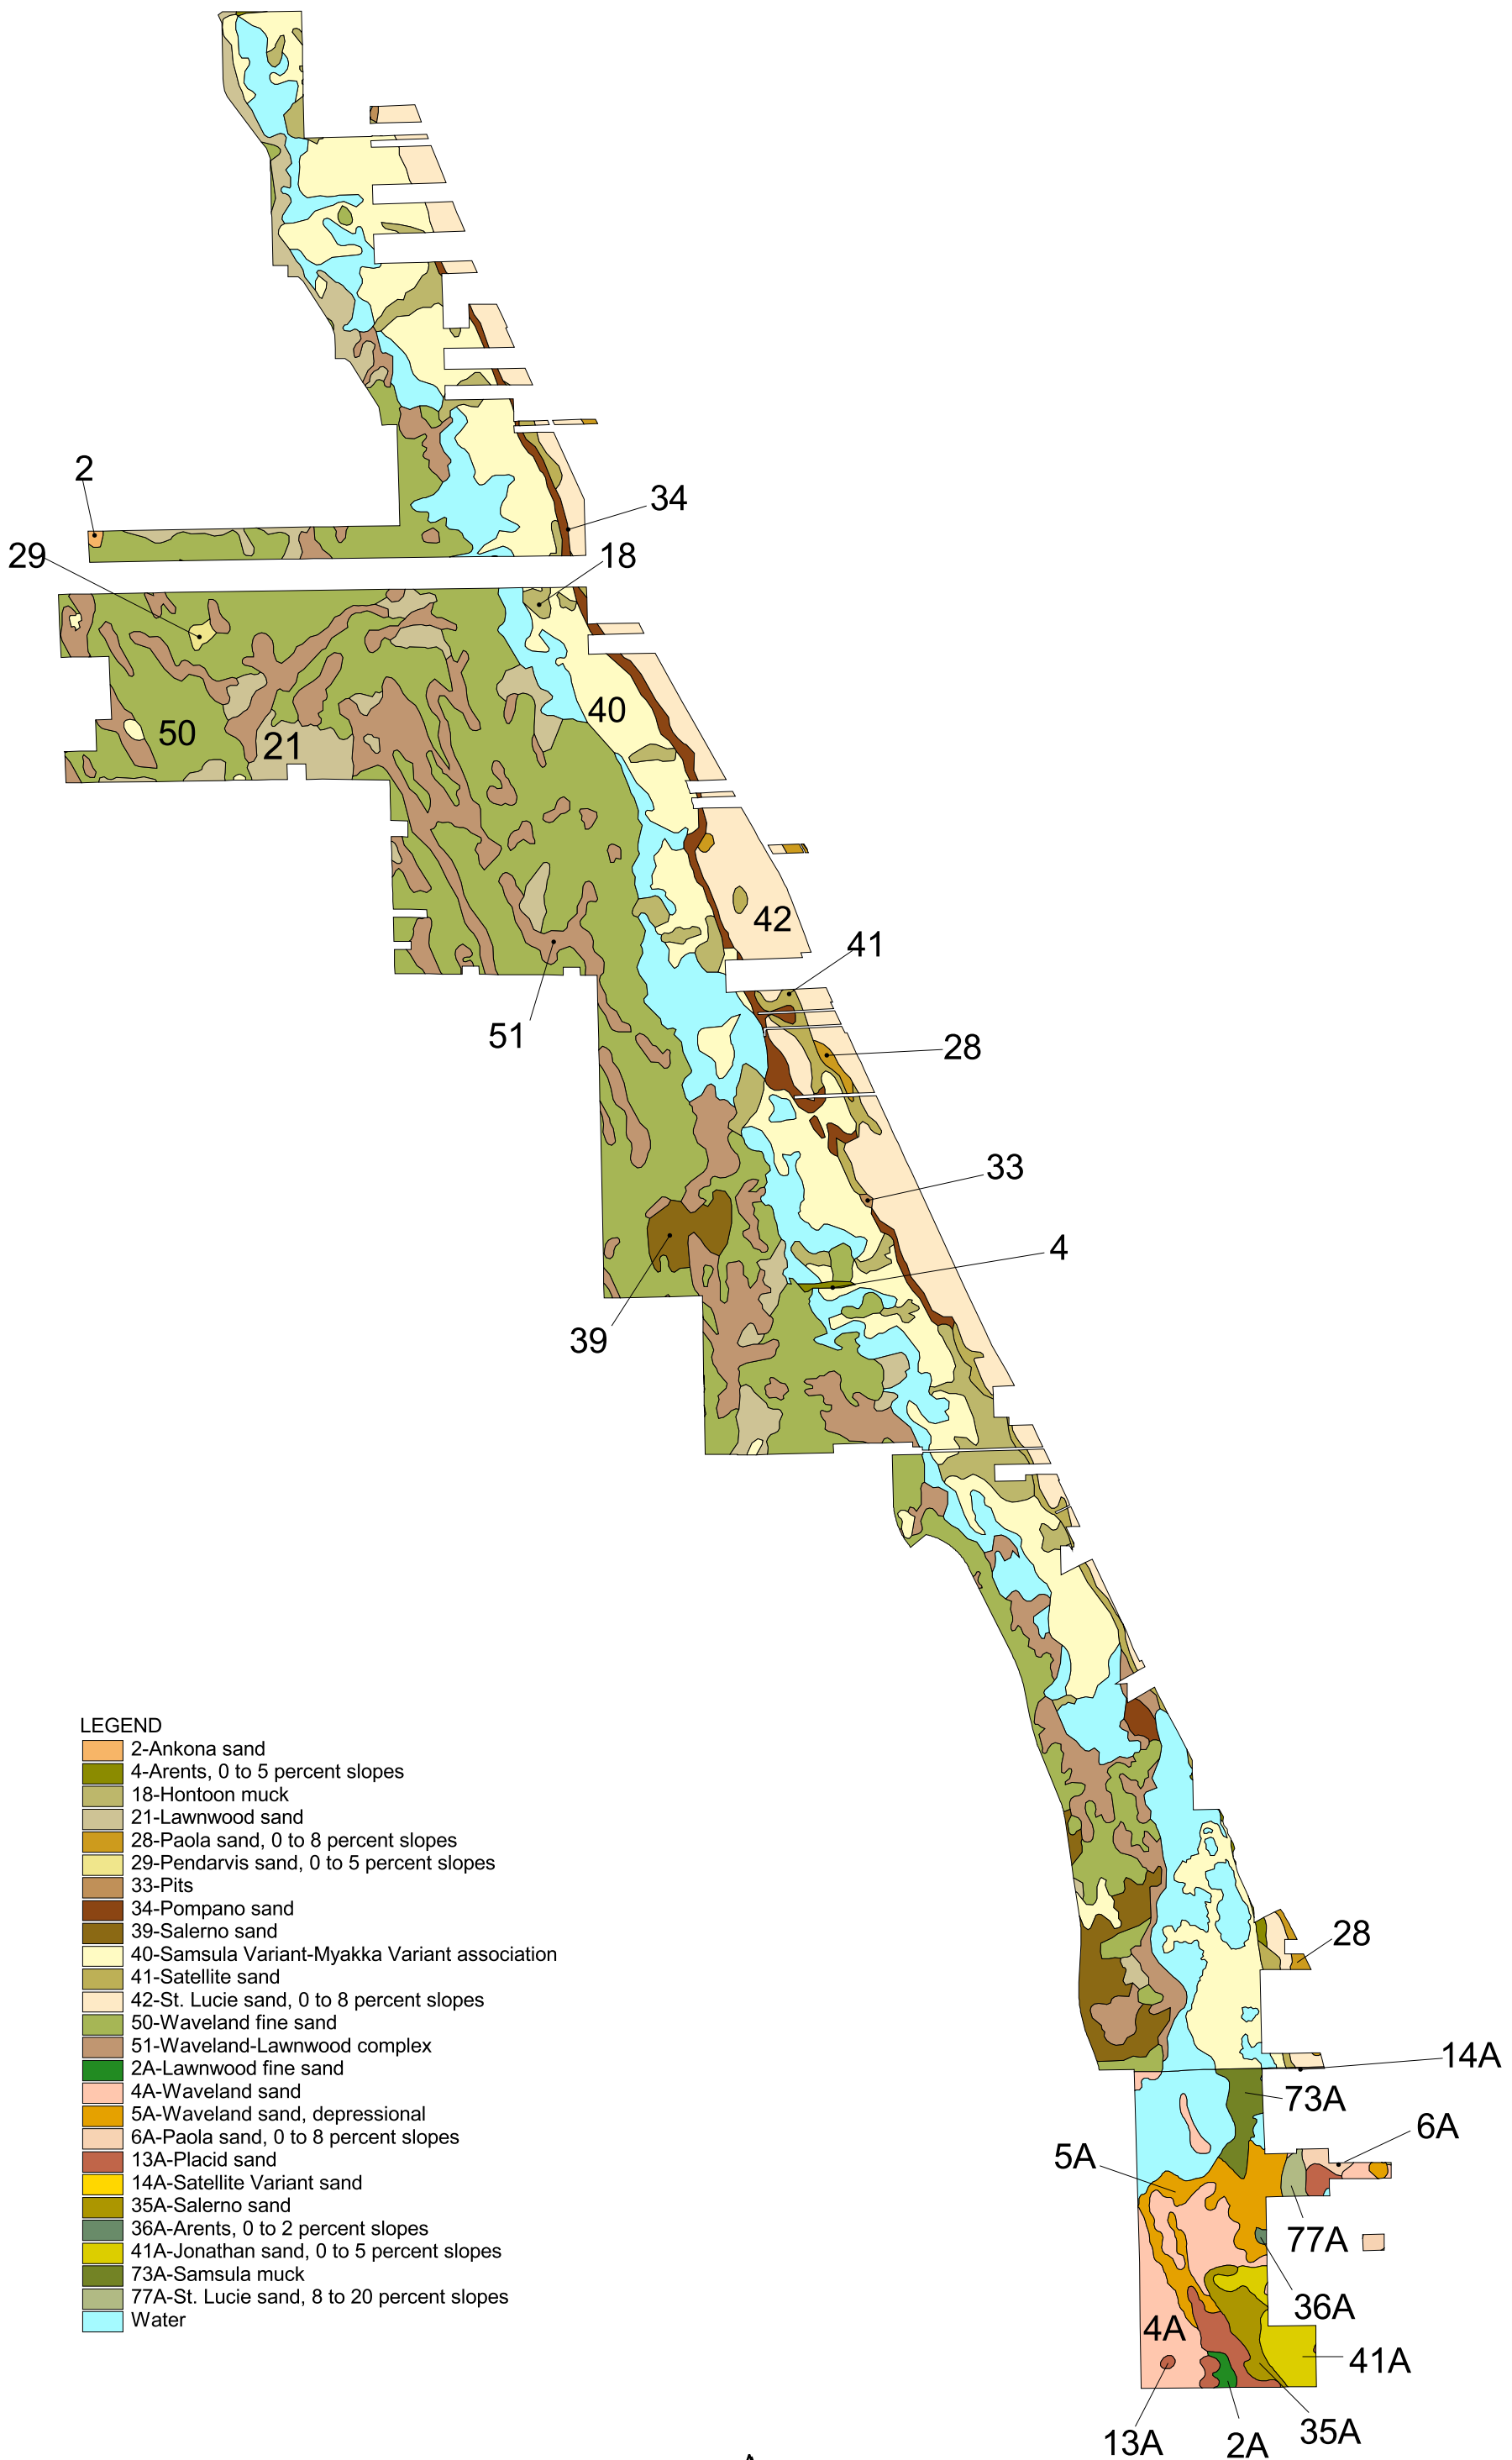 2
34
29
18
40
50
21
42
41
51
28
33
4
39
LEGEND
2-Ankona sand
4-Arents, 0 to 5 percent slopes
18-Hontoon muck
21-Lawnwood sand
28-Paola sand, 0 to 8 percent slopes
29-Pendarvis sand, 0 to 5 percent slopes
33-Pits
34-Pompano sand
39-Salerno sand
40-Samsula Variant-Myakka Variant association
41-Satellite sand
42-St. Lucie sand, 0 to 8 percent slopes
50-Waveland fine sand
51-Waveland-Lawnwood complex
2A-Lawnwood fine sand
4A-Waveland sand
5A-Waveland sand, depressional
6A-Paola sand, 0 to 8 percent slopes
13A-Placid sand
14A-Satellite Variant sand
35A-Salerno sand
36A-Arents, 0 to 2 percent slopes
41A-Jonathan sand, 0 to 5 percent slopes
73A-Samsula muck
77A-St. Lucie sand, 8 to 20 percent slopes
Water
28
14A
73A
6A
5A
77A
36A
4A
41A
35A
13A
2A